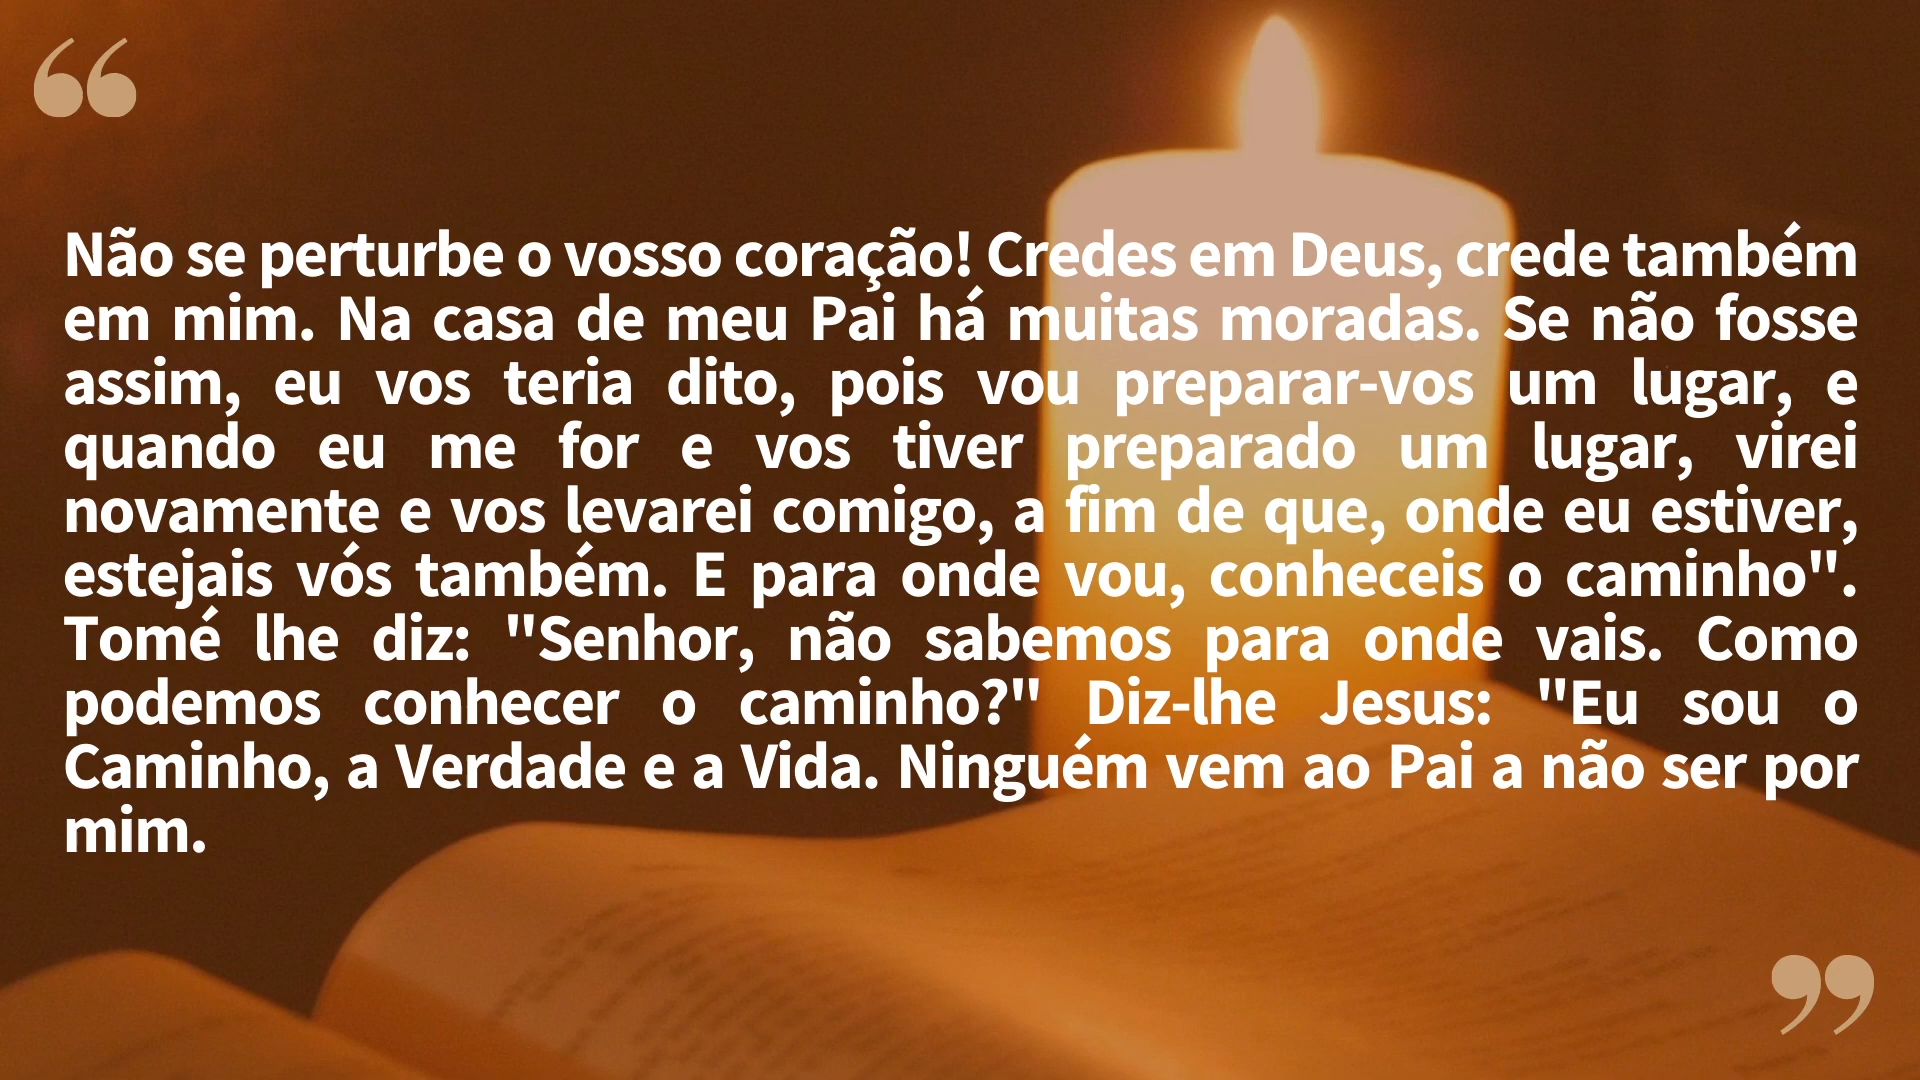 “
Não se perturbe o vosso coração! Credes em Deus, crede também
em mim. Na casa de meu Pai há muitas moradas. Se não fosse
assim, eu vos teria dito, pois vou preparar-vos um lugar, e
quando eu me for e vos tiver preparado um lugar, virei
novamente e vos levarei comigo, a fim de que, onde eu estiver,
estejais vós também. E para onde vou, conheceis o caminho".
Tomé lhe diz: "Senhor, não sabemos para onde vais. Como
podemos conhecer o caminho?" Diz-lhe Jesus: "Eu sou o
Caminho, a Verdade e a Vida. Ninguém vem ao Pai a não ser por
mim.
”